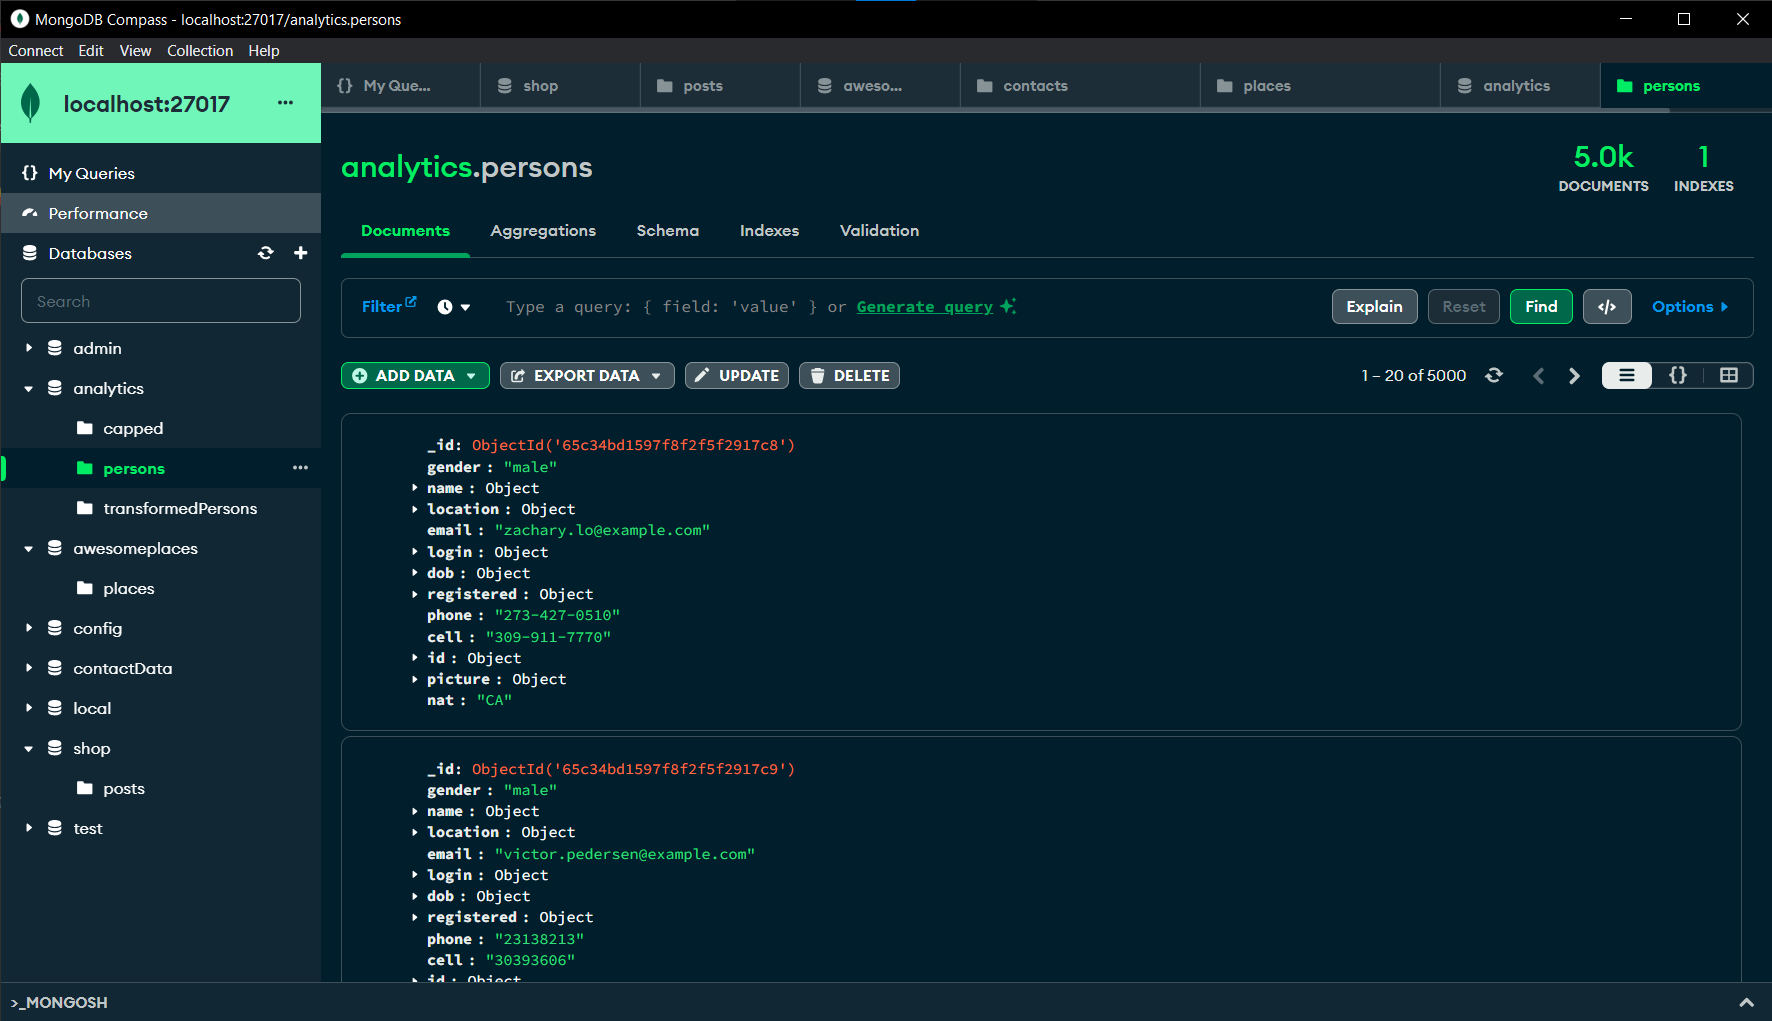 MongoDB Compass - localhost:27017/analytics.persons
Connect Edit View Collection Help
localhost:27017
My Queries
Performance
Databases
Search
admin
analytics
capped
persons
transformedPersons
awesomeplaces
places
config
contactData
local
shop
posts
test
{} My Que... shop posts aweso... contacts places analytics persons
analytics.persons
5.0k DOCUMENTS
1 INDEXES
Documents Aggregations Schema Indexes Validation
Filter Type a query: { field: 'value' } or Generate query Explain Reset Find </> Options
ADD DATA EXPORT DATA UPDATE DELETE 1 – 20 of 5000 {}
_id: ObjectId('65c34bd1597f8f2f5f2917c8')
gender : "male"
name : Object
location : Object
email : "zachary.lo@example.com"
login : Object
dob : Object
registered : Object
phone : "273-427-0510"
cell : "309-911-7770"
id : Object
picture : Object
nat : "CA"
_id: ObjectId('65c34bd1597f8f2f5f2917c9')
gender : "male"
name : Object
location : Object
email : "victor.pedersen@example.com"
login : Object
dob : Object
registered : Object
phone : "23138213"
cell : "30393606"
id : Object
>_MONGOSH